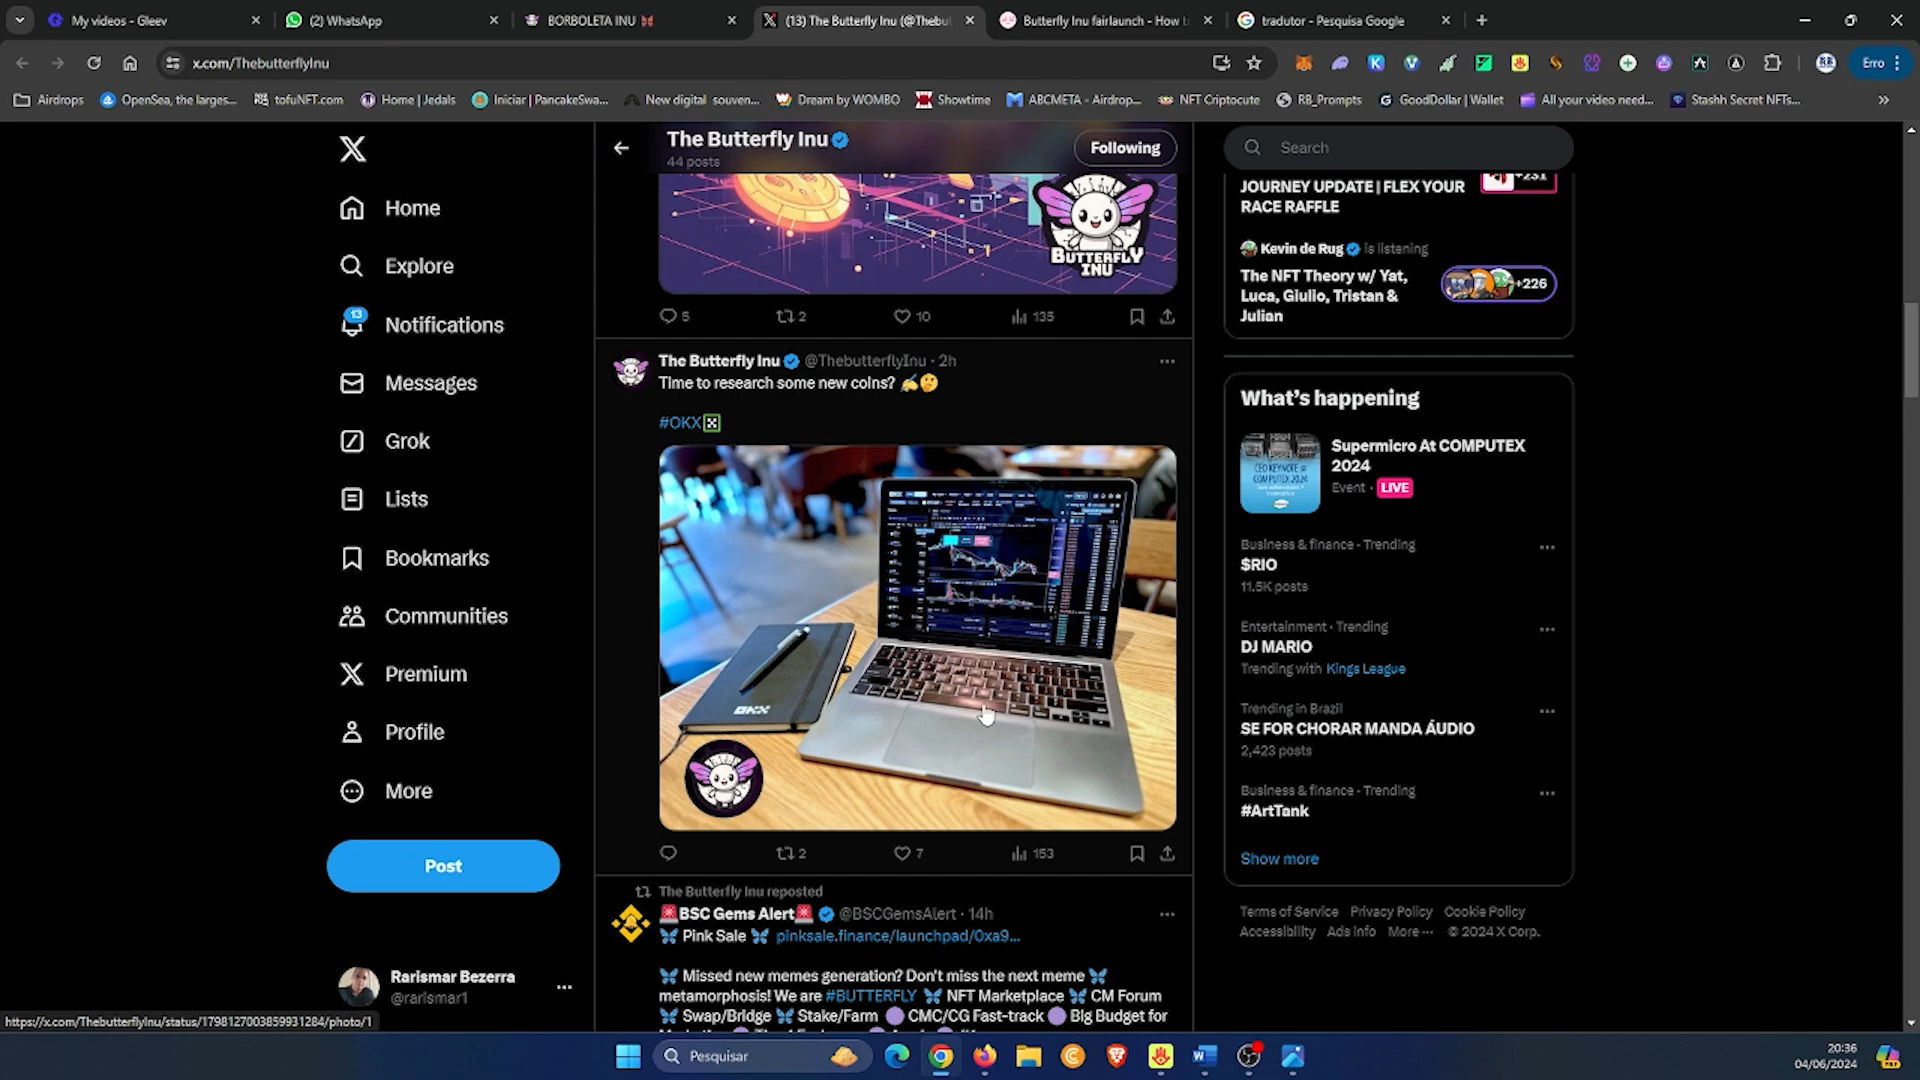 My videos - Gleev
(2) WhatsApp
BORBOLETA INU
(13) The Butterfly Inu (@Thebut
Butterfly Inu fairlaunch - How t
tradutor - Pesquisa Google
x.com/ThebutterflyInu
Erro
Airdrops
OpenSea, the larges...
tofuNFT.com
Home | Jedals
Iniciar | PancakeSwa...
New digital souven...
Dream by WOMBO
Showtime
ABCMETA - Airdrop...
NFT Criptocute
RB_Prompts
GoodDollar | Wallet
All your video need...
Stashh Secret NFTs...
Home
Explore
13
Notifications
Messages
Grok
Lists
Bookmarks
Communities
Premium
Profile
More
Post
Rarismar Bezerra
@rarismar1
https://x.com/ThebutterflyInu/status/1798127003859931284/photo/1
The Butterfly Inu
44 posts
Following
BUTTERFLY
INU
5
2
10
135
The Butterfly Inu @ThebutterflyInu · 2h
Time to research some new coins? ✍🤔
#OKX
OKX
2
7
153
The Butterfly Inu reposted
🚨BSC Gems Alert🚨 @BSCGemsAlert · 14h
🦋 Pink Sale 🦋 pinksale.finance/launchpad/0xa9...
🦋 Missed new memes generation? Don't miss the next meme 🦋
metamorphosis! We are #BUTTERFLY 🦋 NFT Marketplace 🦋 CM Forum
🦋 Swap/Bridge 🦋 Stake/Farm 🟣 CMC/CG Fast-track 🟣 Big Budget for
Search
JOURNEY UPDATE | FLEX YOUR
RACE RAFFLE
+231
Kevin de Rug is listening
The NFT Theory w/ Yat,
Luca, Giulio, Tristan &
Julian
+226
What's happening
Supermicro At COMPUTEX
2024
Event · LIVE
CEO KEYNOTE @
COMPUTEX 2024
Business & finance · Trending
$RIO
11.5K posts
Entertainment · Trending
DJ MARIO
Trending with Kings League
Trending in Brazil
SE FOR CHORAR MANDA ÁUDIO
2,423 posts
Business & finance · Trending
#ArtTank
Show more
Terms of Service Privacy Policy Cookie Policy
Accessibility Ads info More ··· © 2024 X Corp.
Pesquisar
20:36
04/06/2024